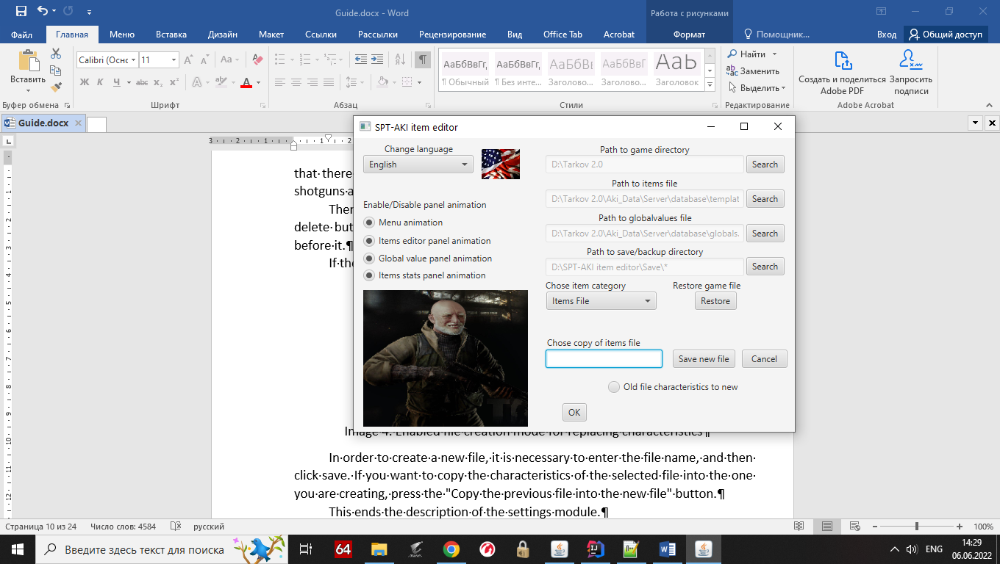 Guide.docx - Word
Работа с рисунками
Файл
Главная
Меню
Вставка
Дизайн
Макет
Ссылки
Рассылки
Рецензирование
Вид
Office Tab
Acrobat
Формат
Помощник...
Вход
Общий доступ
Вставить
Буфер обмена
Calibri (Оснс
11
Aa
Ж К Ч abc x₂ x²
Шрифт
Абзац
АаБбВвГг,
¶ Обычный
АаБбВвГг,
¶ Без инте...
АаБбВı
Заголово...
АаБбВвГ
Заголово...
Aab
Заголовок
Стили
Найти
Заменить
Выделить
Редактирование
Создать и поделиться
Adobe PDF
Запросить
подписи
Adobe Acrobat
Guide.docx
that· there
shotguns·a
Ther
delete· but
before·it.¶
If·the
SPT-AKI item editor
Change language
English
Enable/Disable panel animation
Menu animation
Items editor panel animation
Global value panel animation
Items stats panel animation
Path to game directory
D:\Tarkov 2.0
Search
Path to items file
D:\Tarkov 2.0\Aki_Data\Server\database\templat
Search
Path to globalvalues file
D:\Tarkov 2.0\Aki_Data\Server\database\globals.
Search
Path to save/backup directory
D:\SPT-AKI item editor\Save\*
Search
Chose item category
Restore game file
Items File
Restore
Chose copy of items file
Save new file
Cancel
Old file characteristics to new
OK
Image·4.·Enabled·file·creation·mode·for·replacing·characteristics·¶
In·order·to·create·a·new·file,·it·is·necessary·to·enter·the·file·name,·and·then·
click·save.·If·you·want·to·copy·the·characteristics·of·the·selected·file·into·the·one·
you·are·creating,·press·the·"Copy·the·previous·file·into·the·new·file"·button.¶
This·ends·the·description·of·the·settings·module.¶
Страница 10 из 24
Число слов: 4584
русский
100%
Введите здесь текст для поиска
64
ENG
14:29
06.06.2022